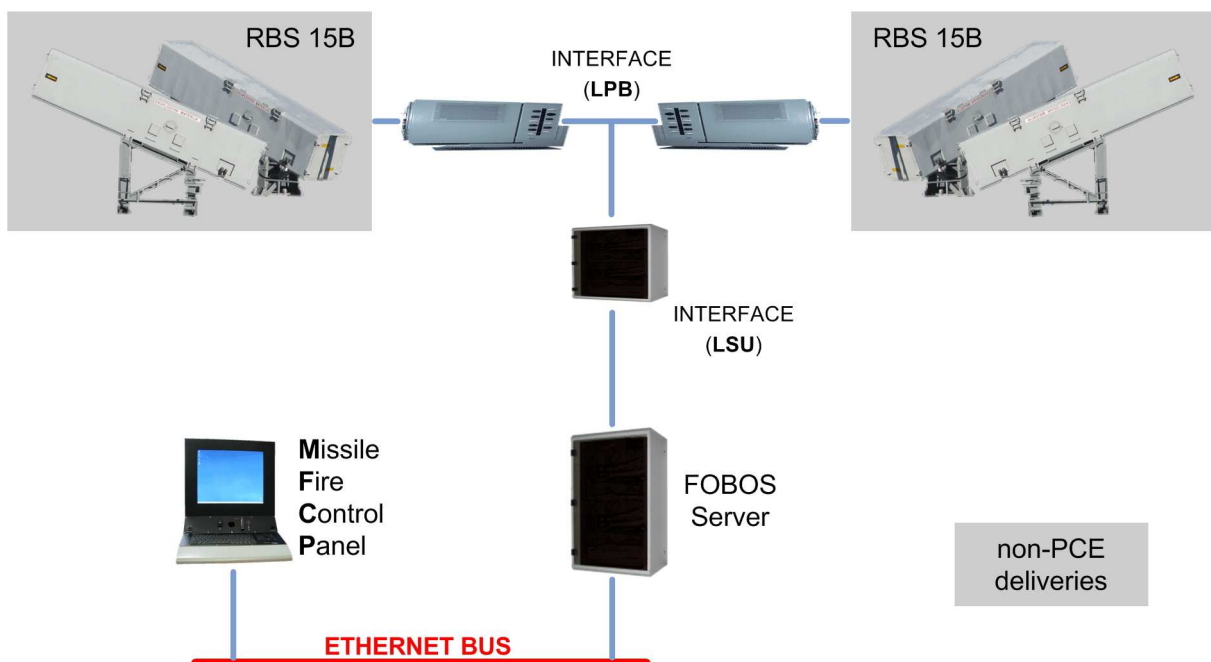 RBS 15B
INTERFACE
(LPB)
RBS 15B
INTERFACE
(LSU)
Missile
Fire
Control
Panel
FOBOS
Server
non-PCE
deliveries
ETHERNET BUS